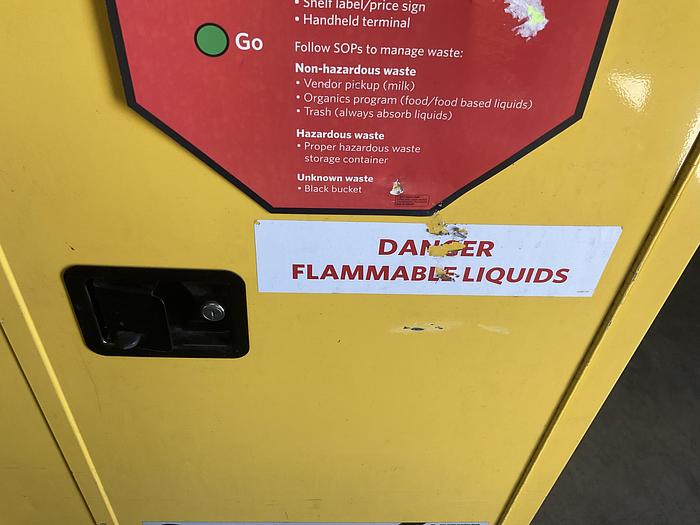 • Shelf label/price sign
• Handheld terminal
Go
Follow SOPs to manage waste:
Non-hazardous waste
• Vendor pickup (milk)
• Organics program (food/food based liquids)
• Trash (always absorb liquids)
Hazardous waste
• Proper hazardous waste
storage container
Unknown waste
• Black bucket
DANGER
FLAMMABLE LIQUIDS